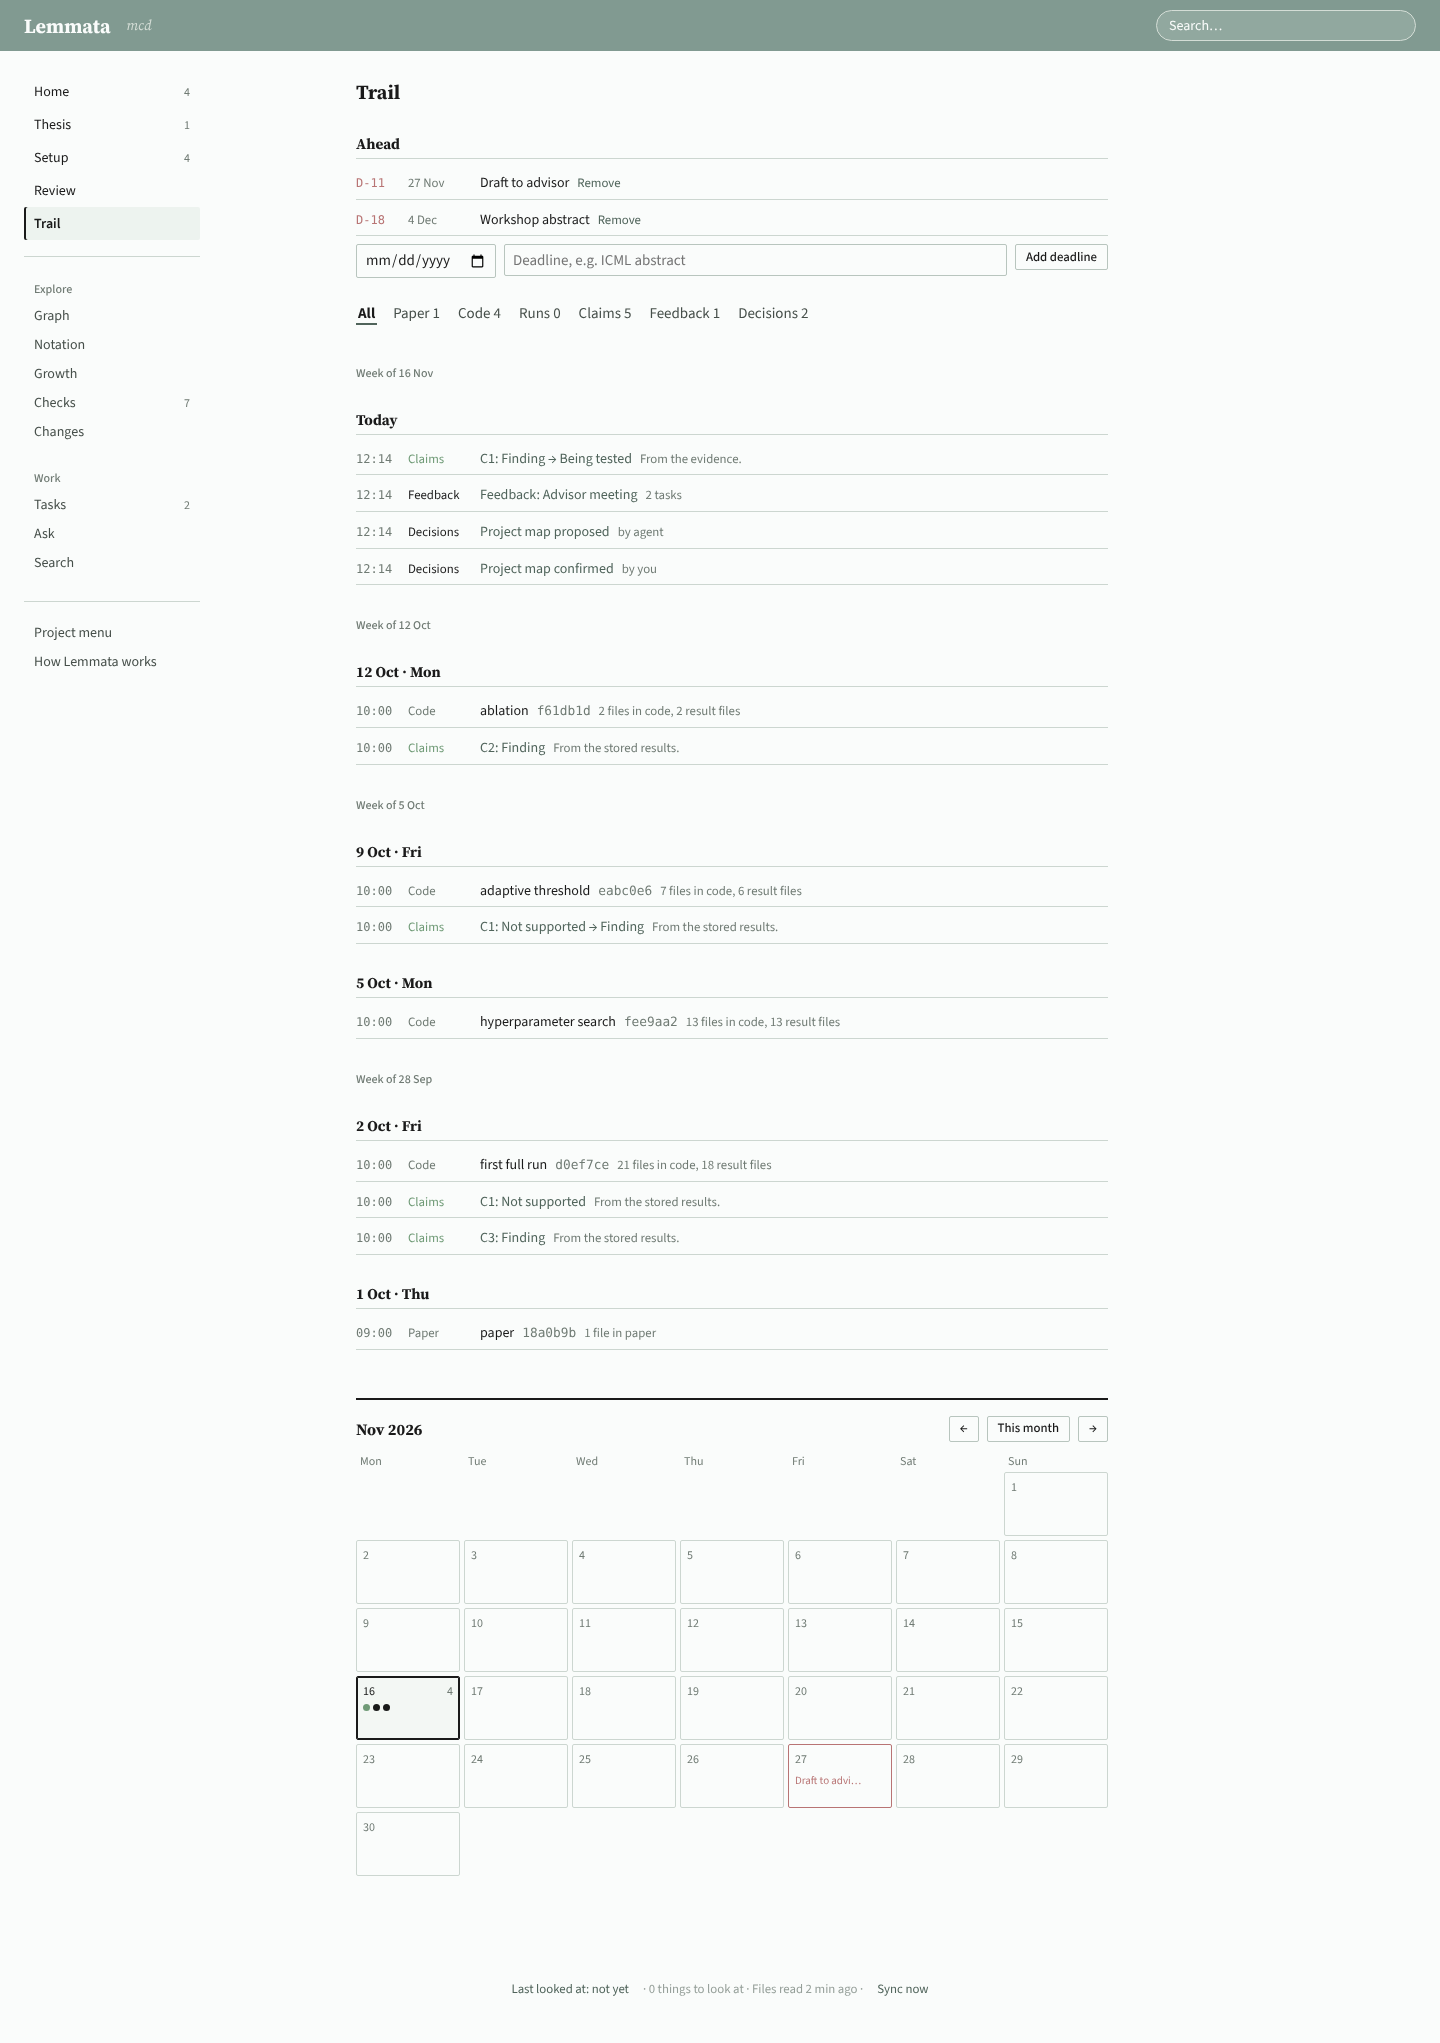 Lemmata mcd Search…
Home 4
Thesis 1
Setup 4
Review
Trail
Explore
Graph
Notation
Growth
Checks 7
Changes
Work
Tasks 2
Ask
Search
Project menu
How Lemmata works
Trail
Ahead
D-11 27 Nov Draft to advisor Remove
D-18 4 Dec Workshop abstract Remove
mm/dd/yyyy Deadline, e.g. ICML abstract Add deadline
All Paper 1 Code 4 Runs 0 Claims 5 Feedback 1 Decisions 2
Week of 16 Nov
Today
12:14 Claims C1: Finding → Being tested From the evidence.
12:14 Feedback Feedback: Advisor meeting 2 tasks
12:14 Decisions Project map proposed by agent
12:14 Decisions Project map confirmed by you
Week of 12 Oct
12 Oct · Mon
10:00 Code ablation f61db1d 2 files in code, 2 result files
10:00 Claims C2: Finding From the stored results.
Week of 5 Oct
9 Oct · Fri
10:00 Code adaptive threshold eabc0e6 7 files in code, 6 result files
10:00 Claims C1: Not supported → Finding From the stored results.
5 Oct · Mon
10:00 Code hyperparameter search fee9aa2 13 files in code, 13 result files
Week of 28 Sep
2 Oct · Fri
10:00 Code first full run d0ef7ce 21 files in code, 18 result files
10:00 Claims C1: Not supported From the stored results.
10:00 Claims C3: Finding From the stored results.
1 Oct · Thu
09:00 Paper paper 18a0b9b 1 file in paper
Nov 2026 ← This month →
Mon Tue Wed Thu Fri Sat Sun
1
2 3 4 5 6 7 8
9 10 11 12 13 14 15
16 4 17 18 19 20 21 22
23 24 25 26 27 28 29
Draft to advi…
30
Last looked at: not yet · 0 things to look at · Files read 2 min ago · Sync now